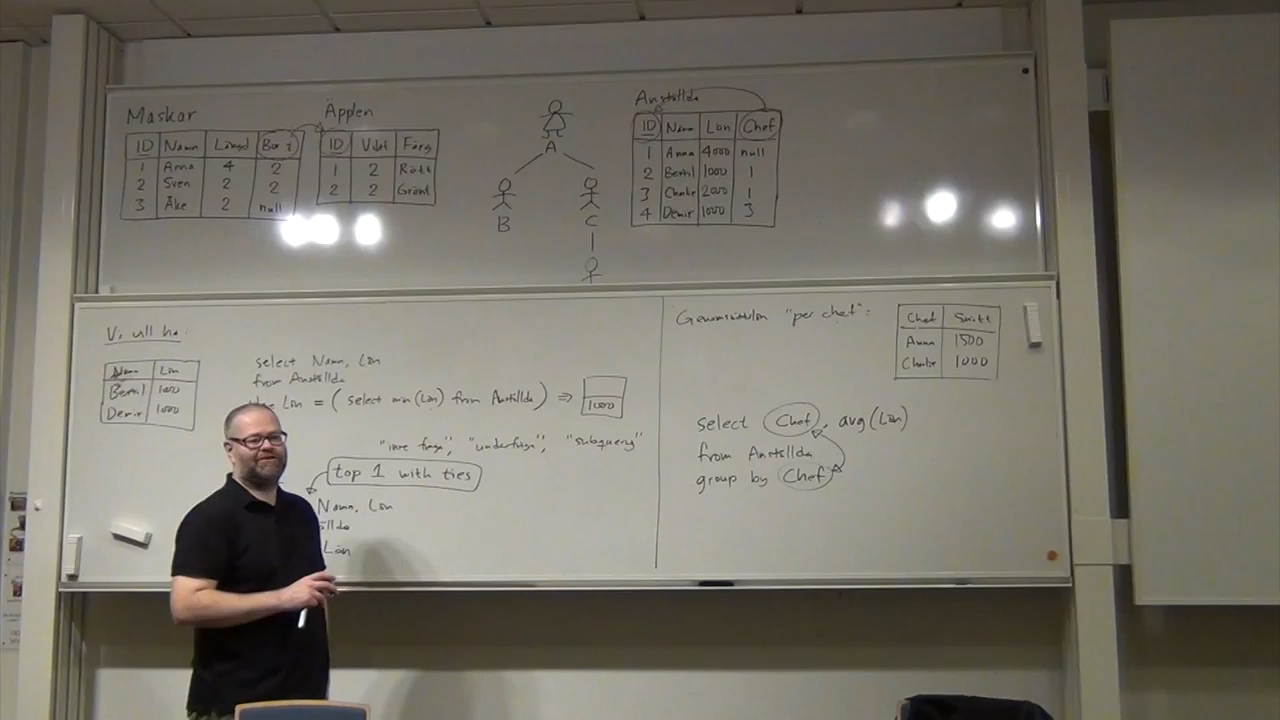 Maskar
ID Namn Längd Bor i
1 Anna 4 2
2 Sven 2 2
3 Åke 2 null
Äpplen
ID Vikt Färg
1 2 Rött
2 2 Grönt
A
B
C
Anställda
ID Namn Lön Chef
1 Anna 4000 null
2 Bertil 1000 1
3 Charlie 2000 1
4 Demir 1000 3
Vi vill ha:
Namn Lön
Bertil 1000
Demir 1000
select Namn, Lön
from Anställda
Lön = ( select min(Lön) from Anställda ) ⇒ 1000
"inre fråga", "underfråga", "subquery"
top 1 with ties
Namn, Lön
ällda
Lön
Genomsnittslön "per chef":
Chef Snitt
Anna 1500
Charlie 1000
select Chef, avg(Lön)
from Anställda
group by Chef